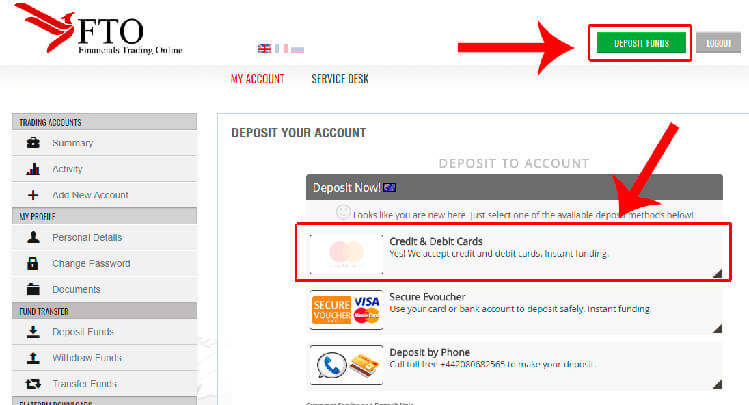 FTO
Financials Trading Online
DEPOSIT FUNDS
LOGOUT
MY ACCOUNT
SERVICE DESK
TRADING ACCOUNTS
Summary
Activity
Add New Account
MY PROFILE
Personal Details
Change Password
Documents
FUND TRANSFER
Deposit Funds
Withdraw Funds
Transfer Funds
PLATFORM DOWNLOADS
DEPOSIT YOUR ACCOUNT
DEPOSIT TO ACCOUNT
Deposit Now!
Looks like you are new here, just select one of the available deposit methods below!
Credit & Debit Cards
Yes! We accept credit and debit cards. Instant funding.
SECURE
VOUCHER
VISA
MasterCard
Secure Evoucher
Use your card or bank account to deposit safely. Instant funding.
Deposit by Phone
Call toll free +442080682565 to make your deposit.